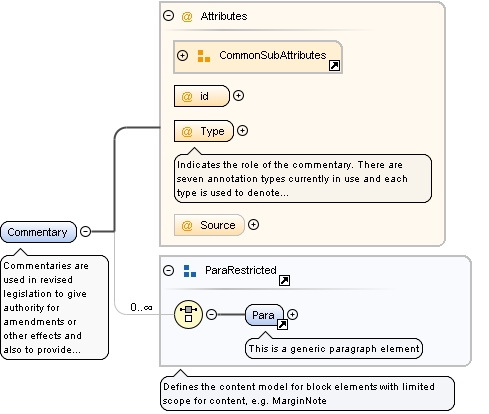 @ Attributes
CommonSubAttributes
@ id
@ Type
Indicates the role of the commentary. There are
seven annotation types currently in use and each
type is used to denote...
@ Source
Commentary
Commentaries are
used in revised
legislation to give
authority for
amendments or
other effects and
also to provide...
ParaRestricted
0..∞
Para
This is a generic paragraph element
Defines the content model for block elements with limited
scope for content, e.g. MarginNote